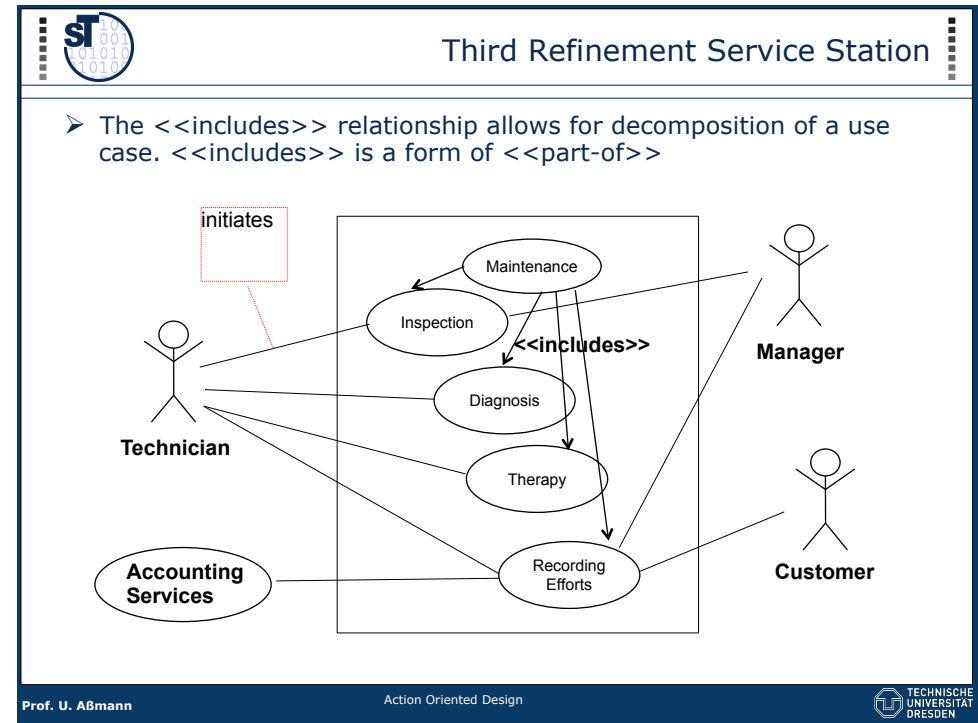 ST
Third Refinement Service Station
➢ The <<includes>> relationship allows for decomposition of a use
case. <<includes>> is a form of <<part-of>>
initiates
Maintenance
Inspection
<<includes>>
Manager
Diagnosis
Technician
Therapy
Recording
Efforts
Accounting
Services
Customer
Prof. U. Aßmann
Action Oriented Design
TECHNISCHE
UNIVERSITÄT
DRESDEN